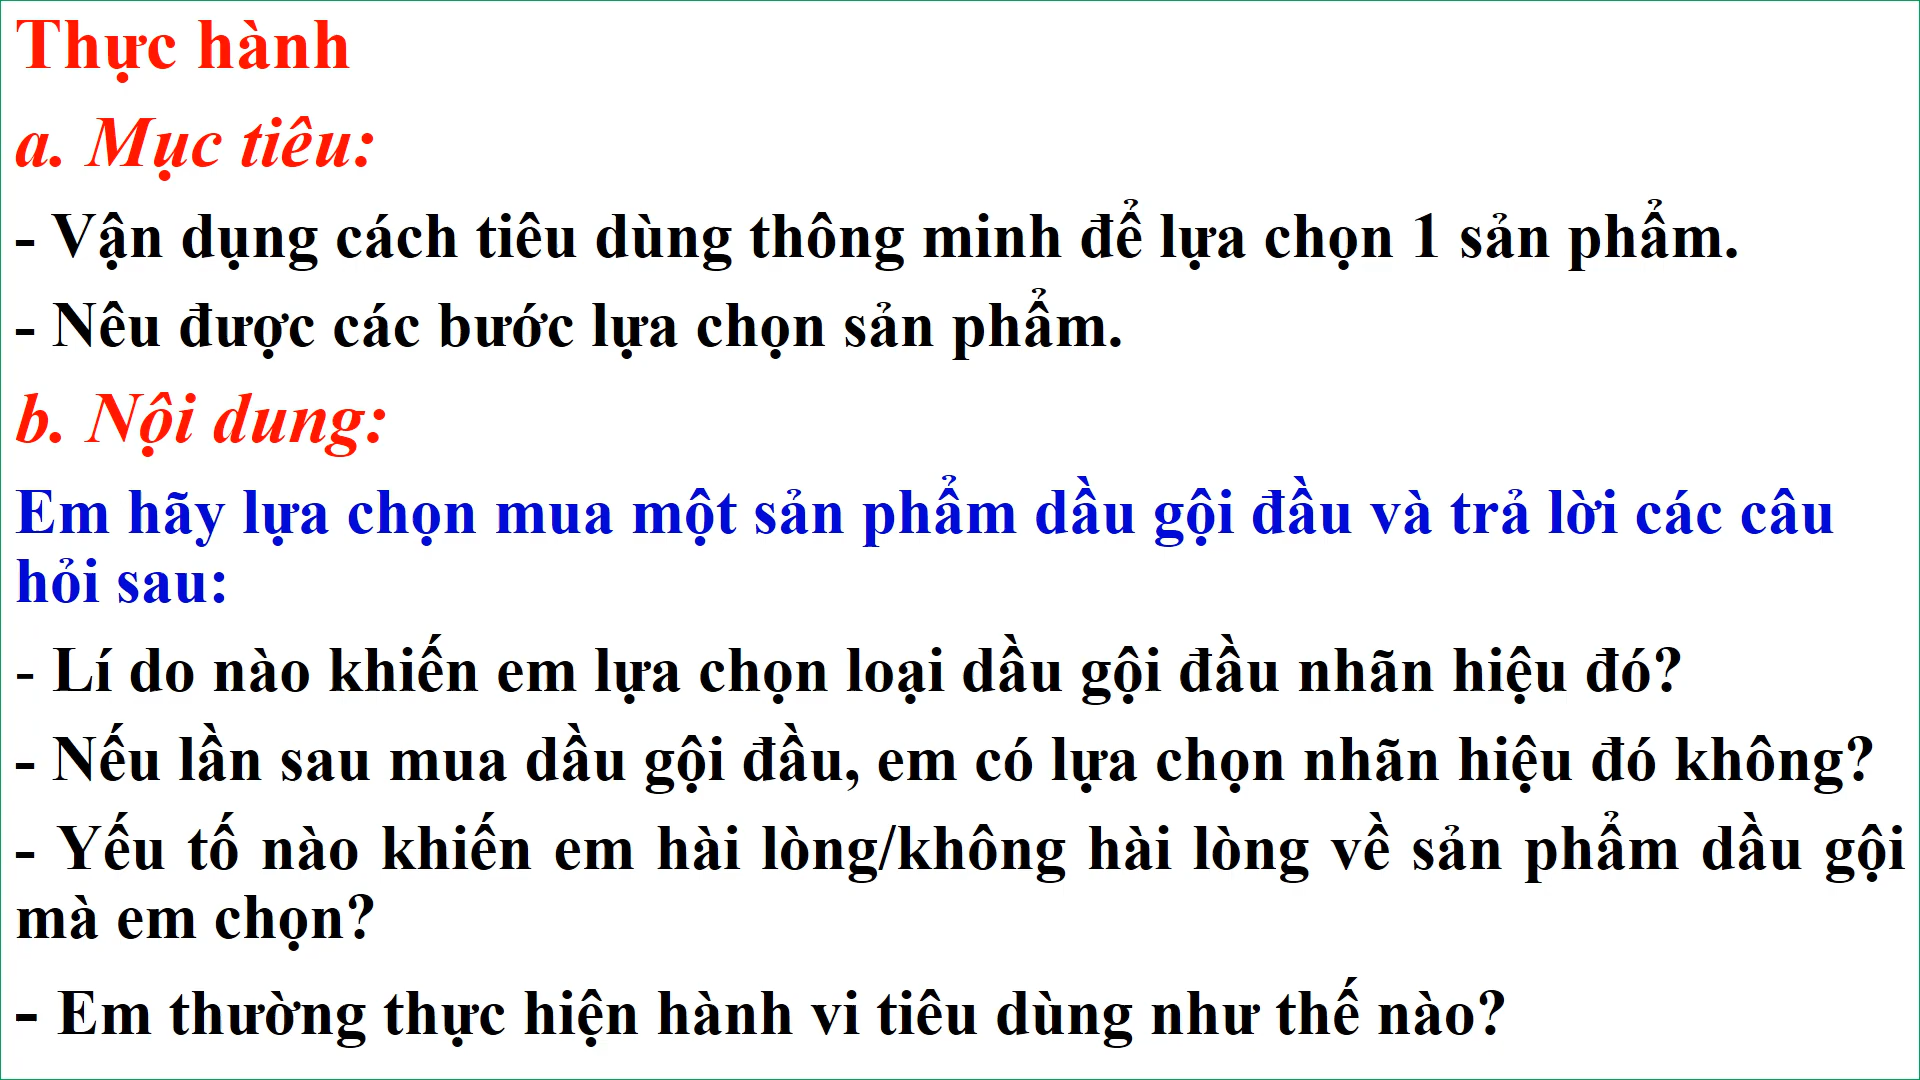 Thực hành
a. Mục tiêu:
- Vận dụng cách tiêu dùng thông minh để lựa chọn 1 sản phẩm.
- Nêu được các bước lựa chọn sản phẩm.
b. Nội dung:
Em hãy lựa chọn mua một sản phẩm dầu gội đầu và trả lời các câu
hỏi sau:
- Lí do nào khiến em lựa chọn loại dầu gội đầu nhãn hiệu đó?
- Nếu lần sau mua dầu gội đầu, em có lựa chọn nhãn hiệu đó không?
- Yếu tố nào khiến em hài lòng/không hài lòng về sản phẩm dầu gội
mà em chọn?
- Em thường thực hiện hành vi tiêu dùng như thế nào?